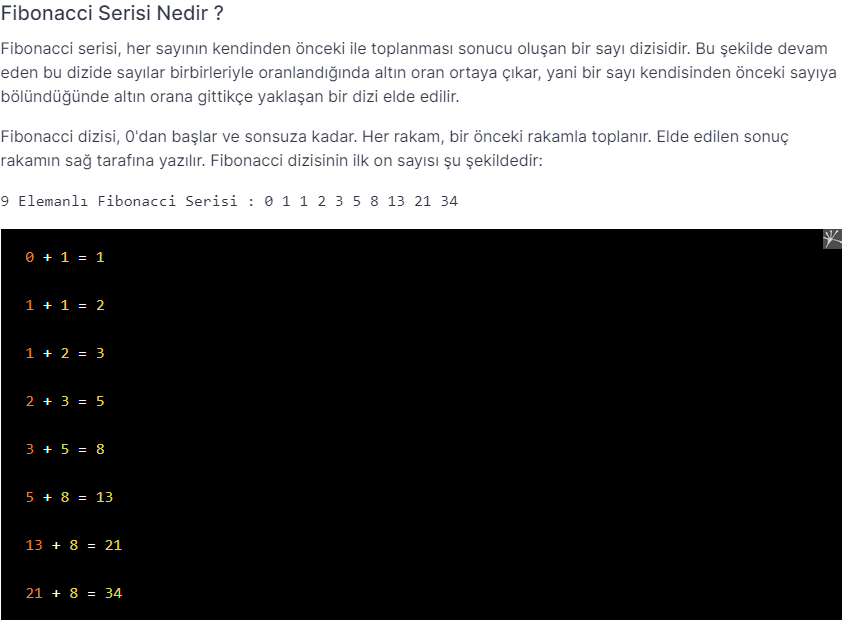 Fibonacci Serisi Nedir ?
Fibonacci serisi, her sayının kendinden önceki ile toplanması sonucu oluşan bir sayı dizisidir. Bu şekilde devam
eden bu dizide sayılar birbirleriyle oranlandığında altın oran ortaya çıkar, yani bir sayı kendisinden önceki sayıya
bölündüğünde altın orana gittikçe yaklaşan bir dizi elde edilir.
Fibonacci dizisi, 0'dan başlar ve sonsuza kadar. Her rakam, bir önceki rakamla toplanır. Elde edilen sonuç
rakamın sağ tarafına yazılır. Fibonacci dizisinin ilk on sayısı şu şekildedir:
9 Elemanlı Fibonacci Serisi : 0 1 1 2 3 5 8 13 21 34
0 + 1 = 1
1 + 1 = 2
1 + 2 = 3
2 + 3 = 5
3 + 5 = 8
5 + 8 = 13
13 + 8 = 21
21 + 8 = 34